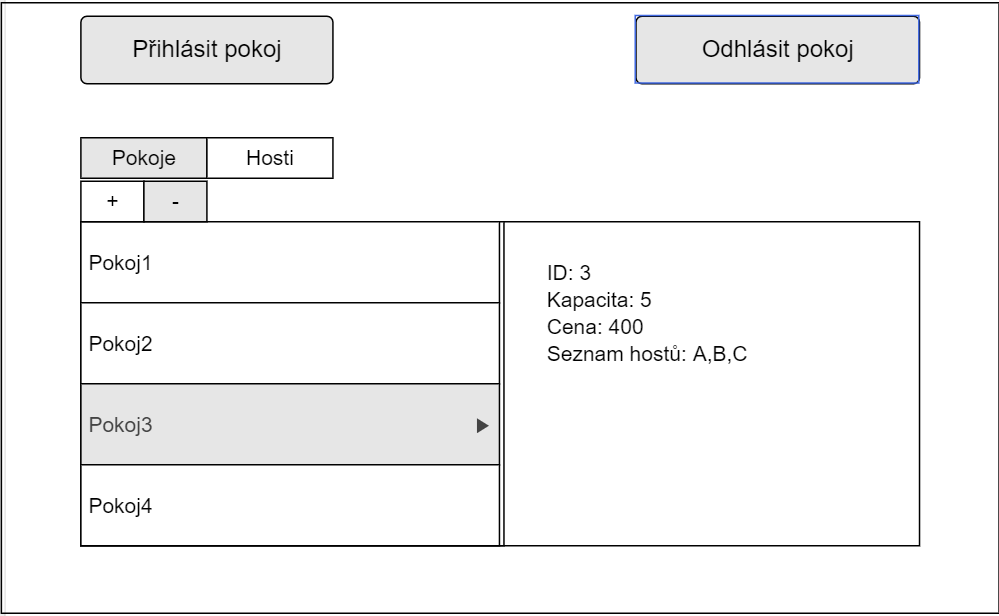 Přihlásit pokoj
Odhlásit pokoj
Pokoje
Hosti
+
-
Pokoj1
Pokoj2
Pokoj3
Pokoj4
ID: 3
Kapacita: 5
Cena: 400
Seznam hostů: A,B,C